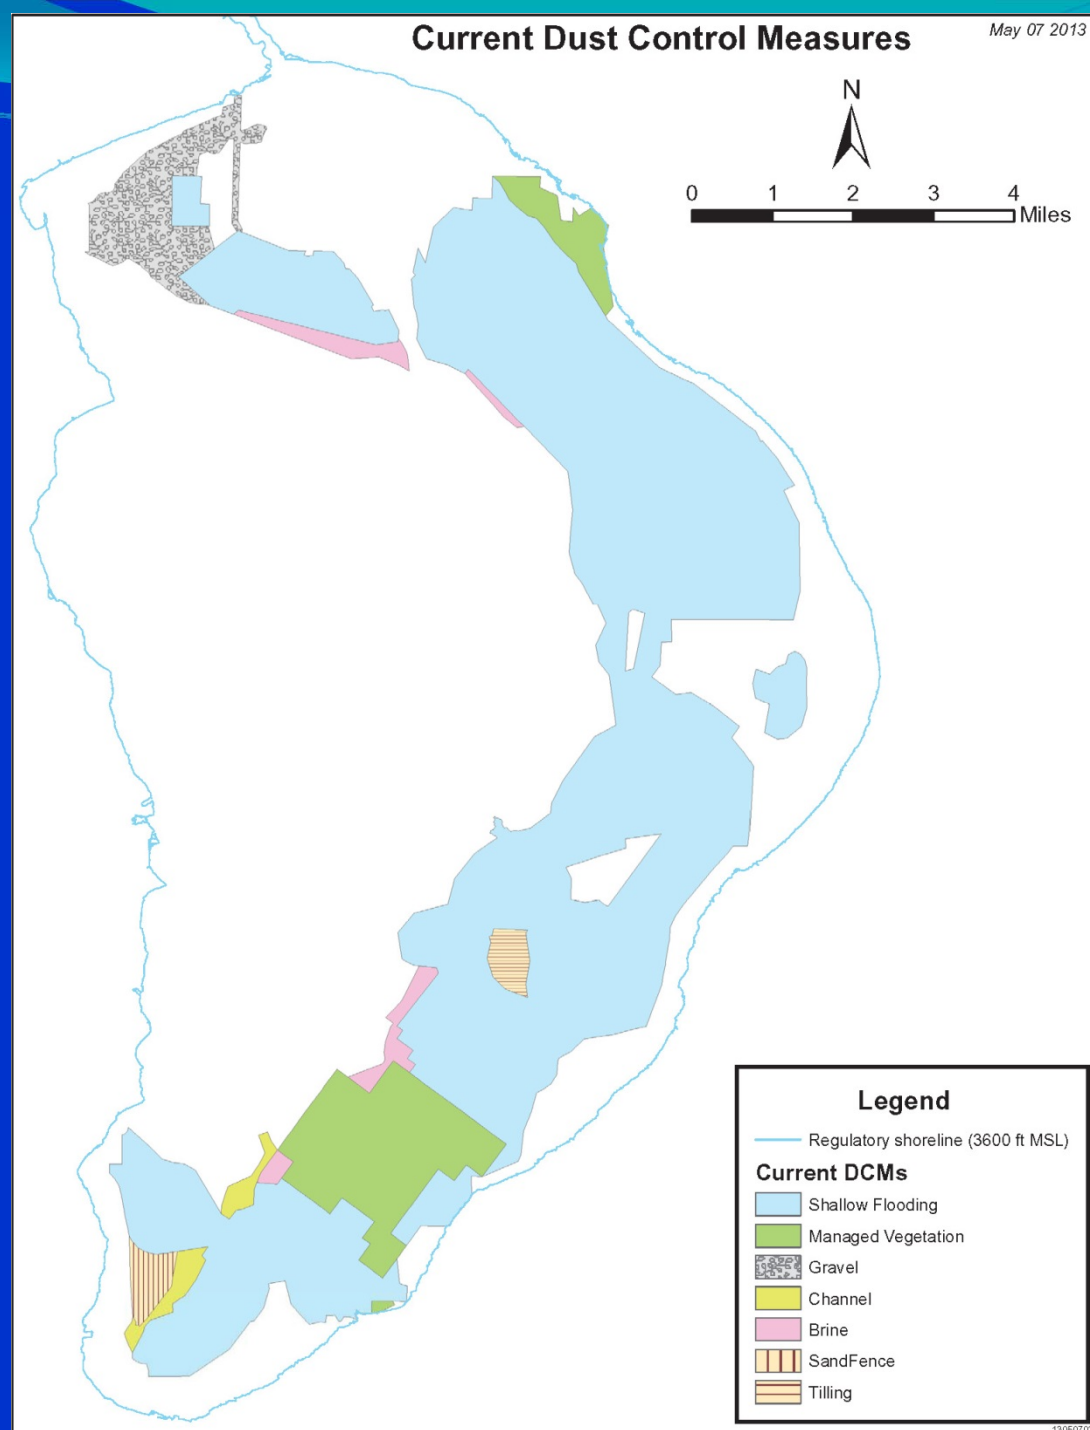 Current Dust Control Measures
May 07 2013
N
0 1 2 3 4
Miles
Legend
Regulatory shoreline (3600 ft MSL)
Current DCMs
Shallow Flooding
Managed Vegetation
Gravel
Channel
Brine
SandFence
Tilling